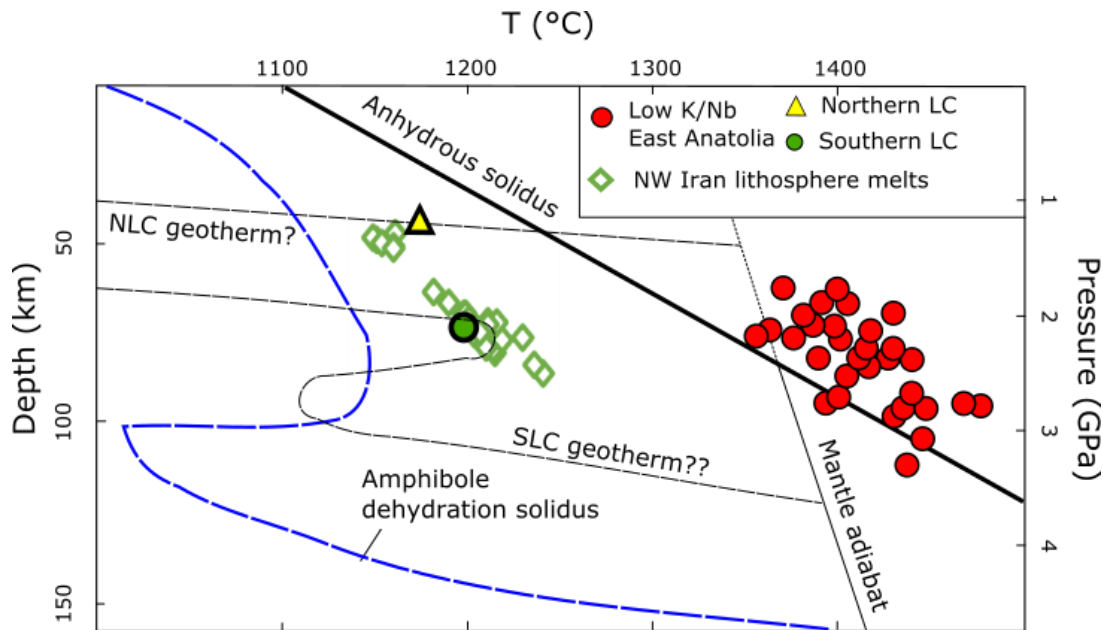 T (°C)
1100 1200 1300 1400
Anhydrous solidus
Low K/Nb
East Anatolia
Northern LC
Southern LC
NW Iran lithosphere melts
NLC geotherm?
SLC geotherm??
Amphibole
dehydration solidus
Mantle adiabat
Depth (km)
50
100
150
Pressure (GPa)
1
2
3
4